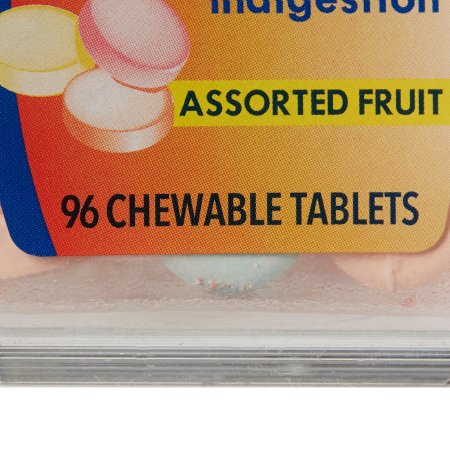 indigestion
ASSORTED FRUIT
96 CHEWABLE TABLETS